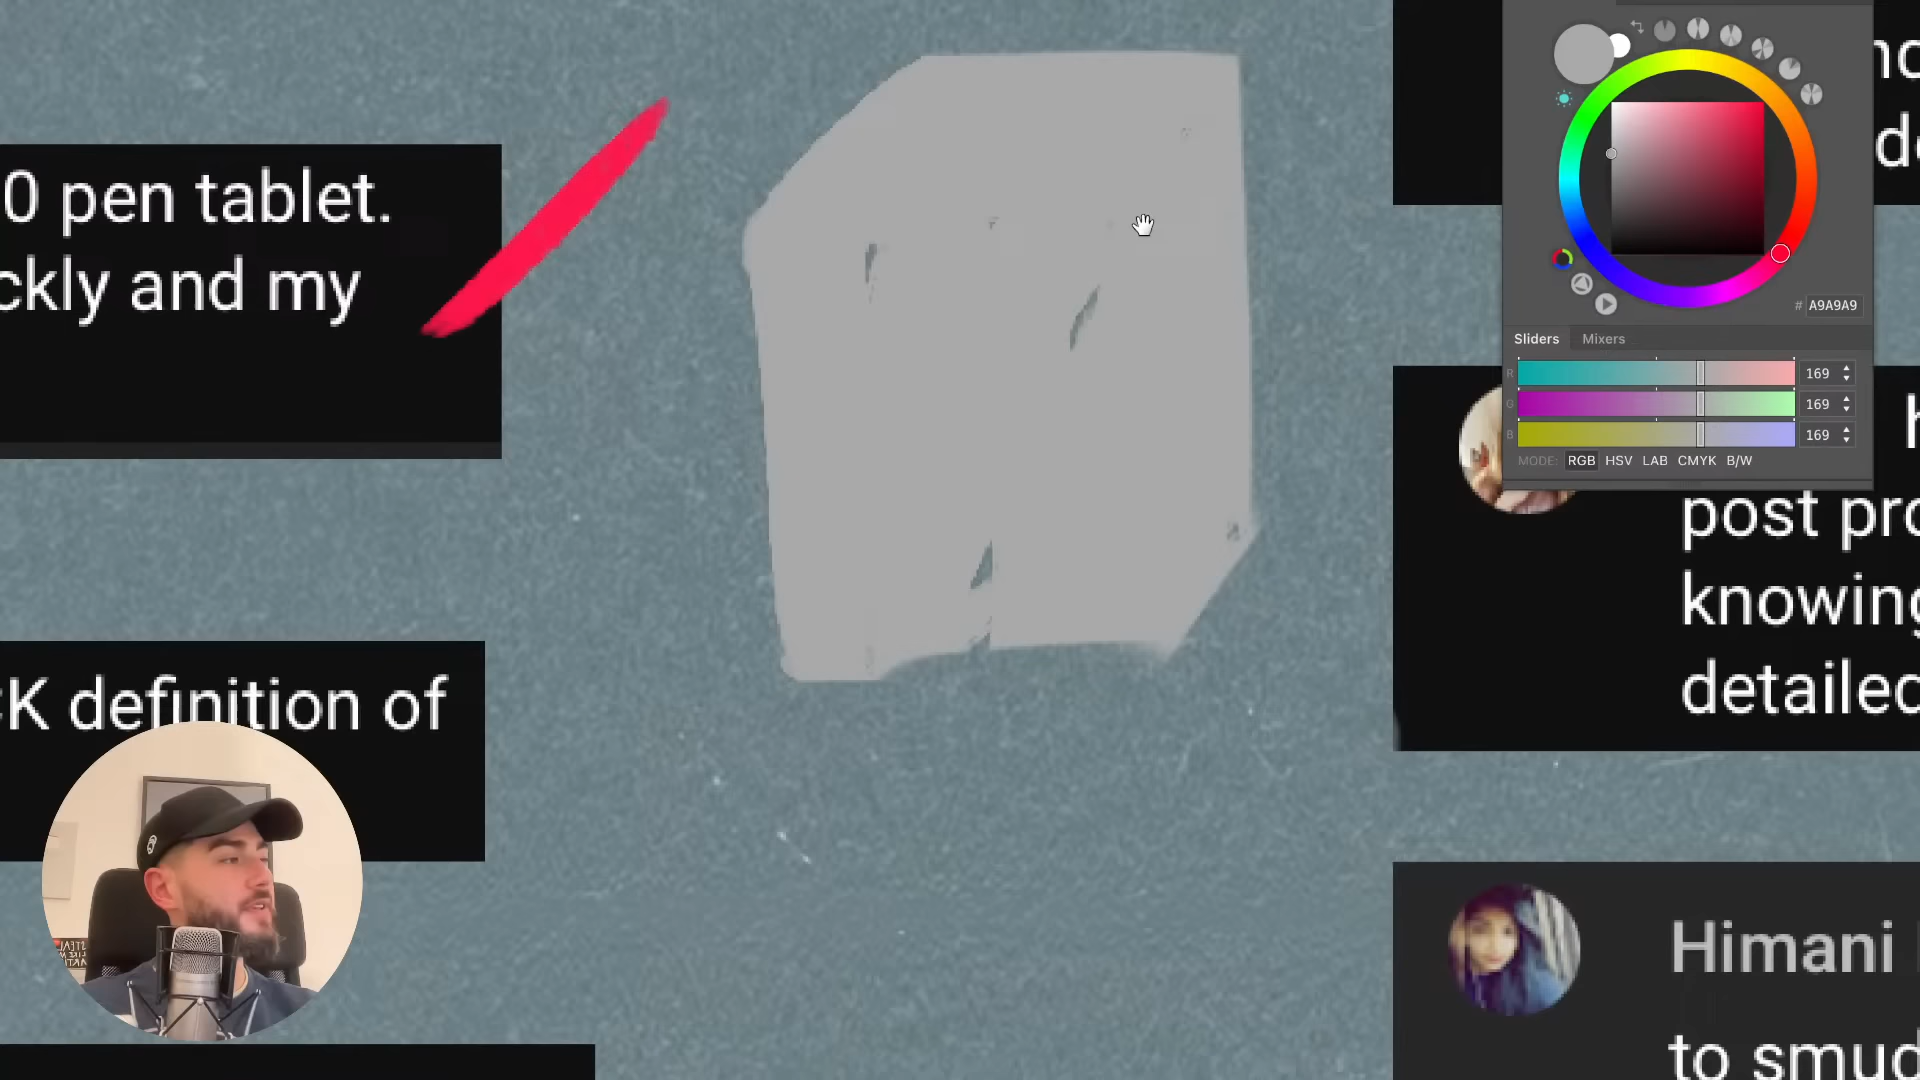 0 pen tablet.
ckly and my
K definition of
# A9A9A9
Sliders Mixers
R 169
G 169
B 169
MODE: RGB HSV LAB CMYK B/W
post pro
knowing
detailed
Himani
to smud